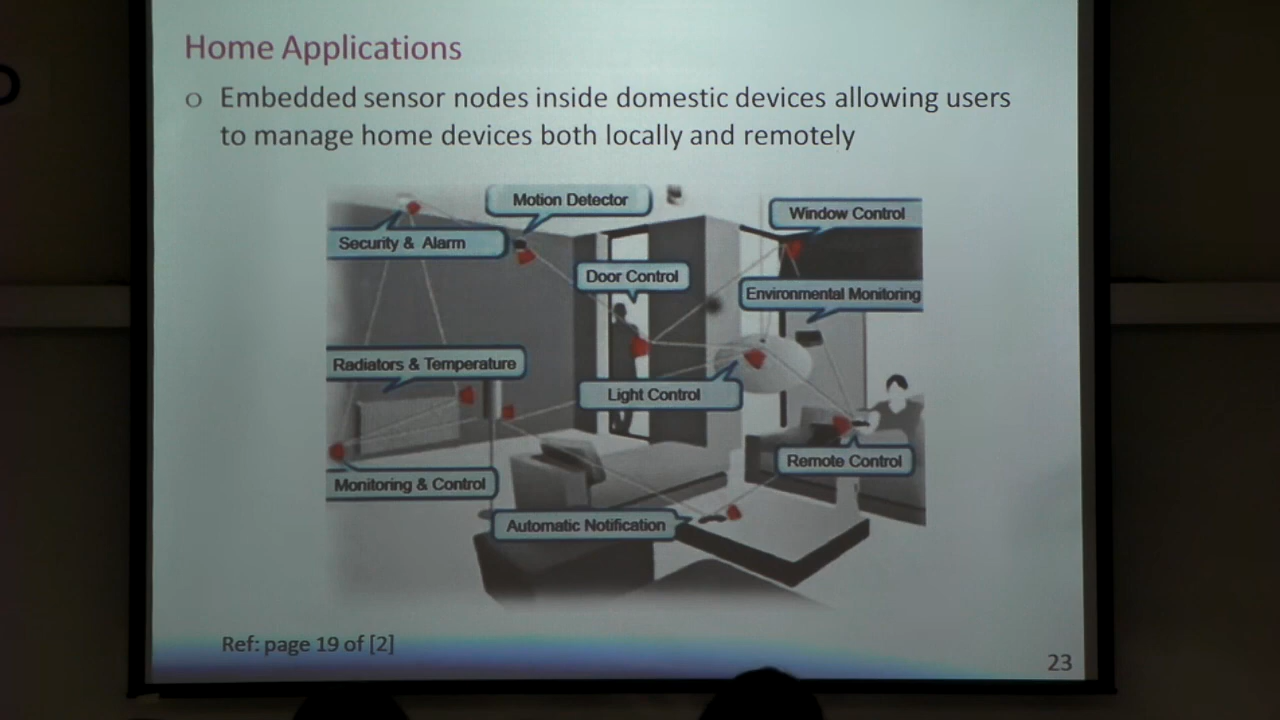 Home Applications
o Embedded sensor nodes inside domestic devices allowing users
to manage home devices both locally and remotely
Motion Detector
Window Control
Security & Alarm
Door Control
Environmental Monitoring
Radiators & Temperature
Light Control
Remote Control
Monitoring & Control
Automatic Notification
Ref: page 19 of [2]
23